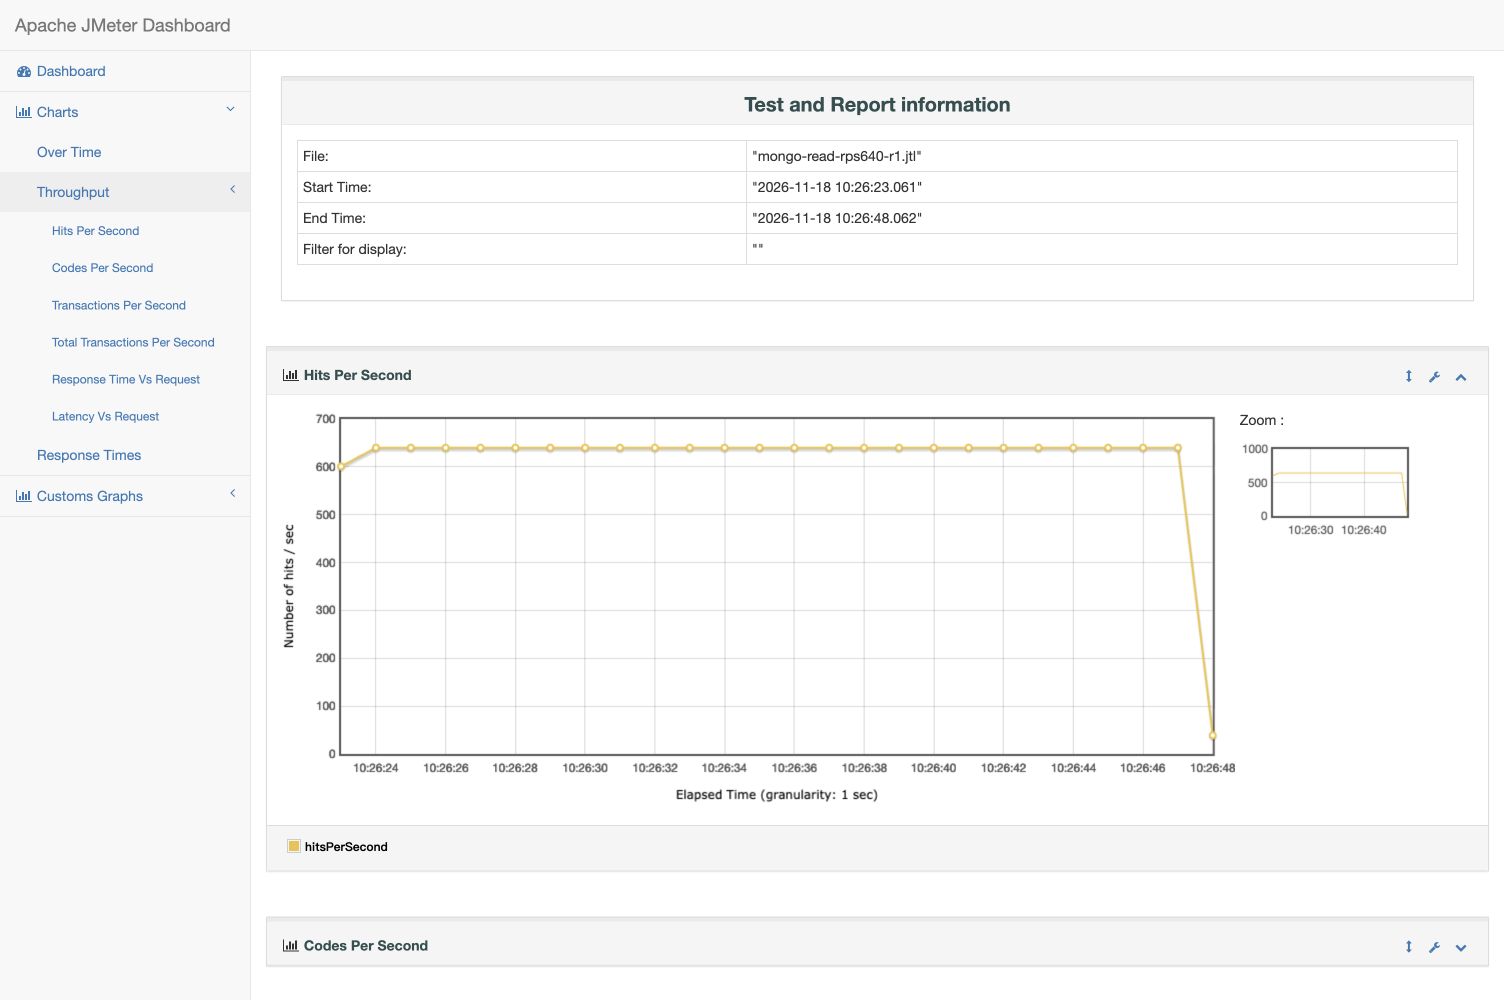 Apache JMeter Dashboard
Dashboard
Charts
Over Time
Throughput
Hits Per Second
Codes Per Second
Transactions Per Second
Total Transactions Per Second
Response Time Vs Request
Latency Vs Request
Response Times
Customs Graphs
Test and Report information
File: "mongo-read-rps640-r1.jtl"
Start Time: "2026-11-18 10:26:23.061"
End Time: "2026-11-18 10:26:48.062"
Filter for display: ""
Hits Per Second
Number of hits / sec
700
600
500
400
300
200
100
0
10:26:24 10:26:26 10:26:28 10:26:30 10:26:32 10:26:34 10:26:36 10:26:38 10:26:40 10:26:42 10:26:44 10:26:46 10:26:48
Elapsed Time (granularity: 1 sec)
Zoom :
1000
500
0
10:26:30 10:26:40
hitsPerSecond
Codes Per Second